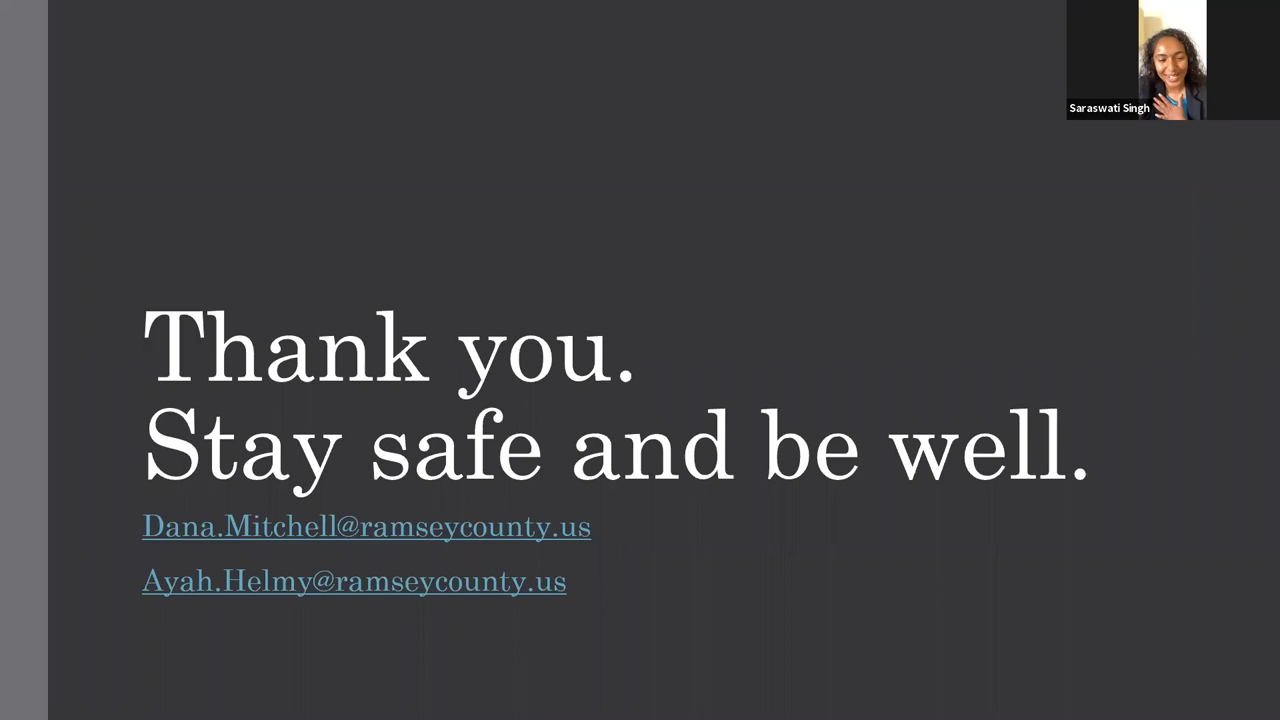 Saraswati Singh
Thank you.
Stay safe and be well.
Dana.Mitchell@ramseycounty.us
Ayah.Helmy@ramseycounty.us